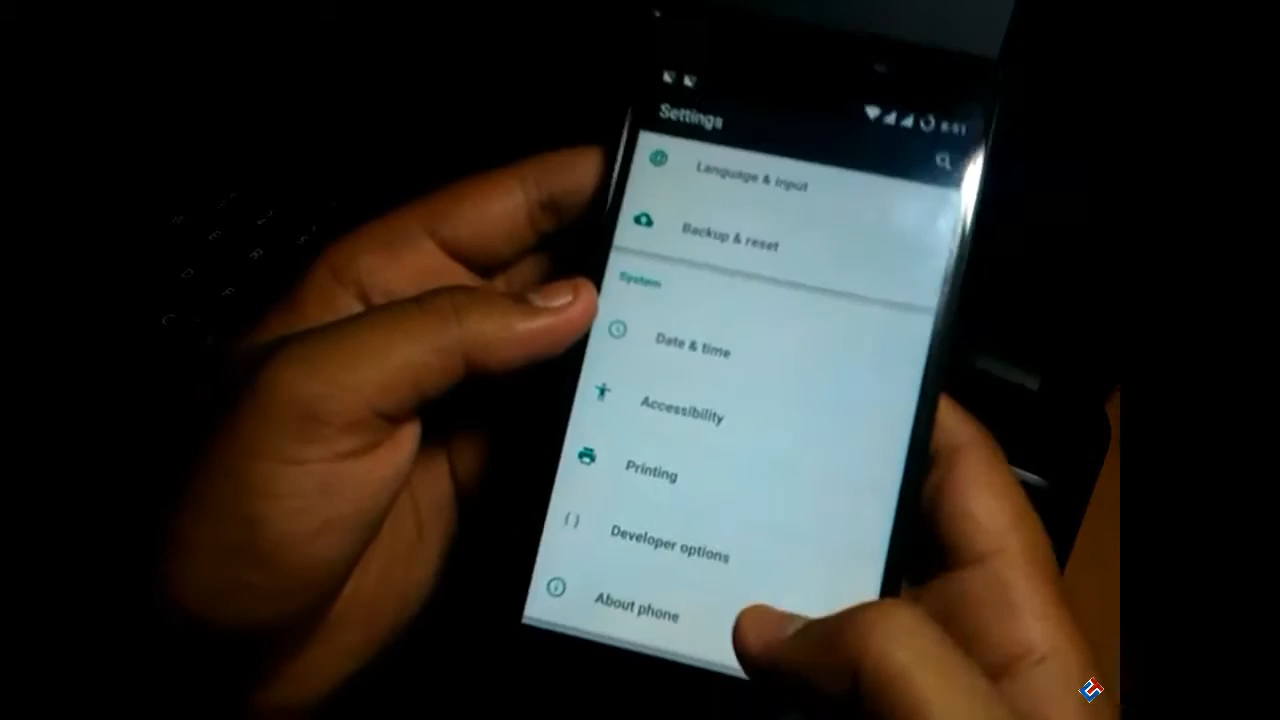 Settings
Language & input
Backup & reset
System
Date & time
Accessibility
Printing
Developer options
About phone